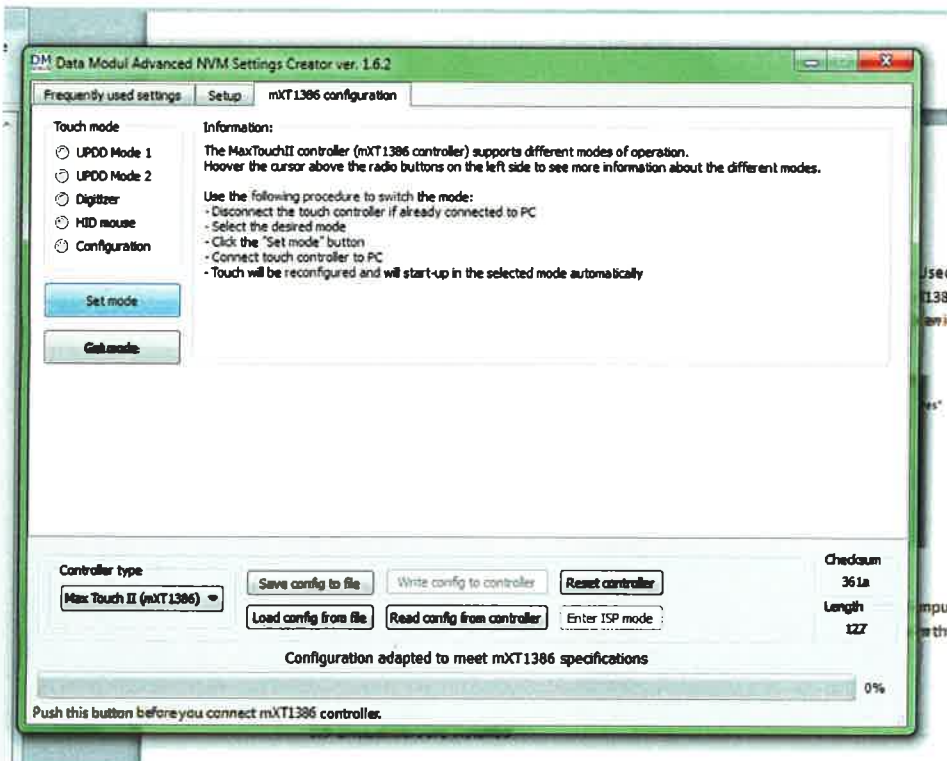 DM Data Modul Advanced NVM Settings Creator ver. 1.6.2
Frequently used settings Setup mXT1386 configuration
Touch mode
UPDD Mode 1
UPDD Mode 2
Digitizer
HID mouse
Configuration
Set mode
Get mode
Information:
The MaxTouchII controller (mXT1386 controller) supports different modes of operation.
Hoover the cursor above the radio buttons on the left side to see more information about the different modes.
Use the following procedure to switch the mode:
- Disconnect the touch controller if already connected to PC
- Select the desired mode
- Click the "Set mode" button
- Connect touch controller to PC
- Touch will be reconfigured and will start-up in the selected mode automatically
Controller type
Max Touch II (mXT1386)
Save config to file Write config to controller Reset controller
Load config from file Read config from controller Enter ISP mode
Checksum
361a
Length
127
Configuration adapted to meet mXT1386 specifications
0%
Push this button before you connect mXT1386 controller.